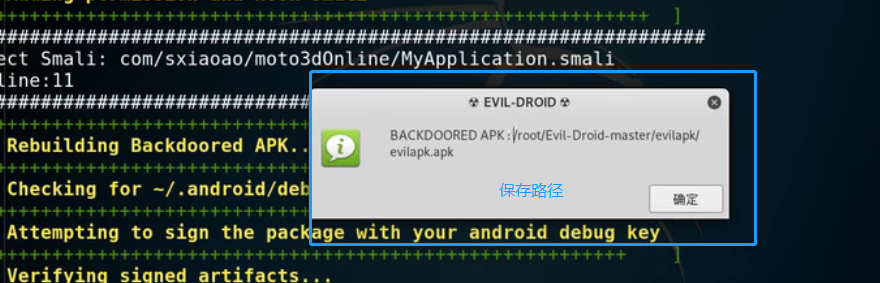 ++++++++++++++++++++++++++++++++++++++++++++++++++++++++ ]
################################################################
ect Smali: com/sxiaoao/moto3dOnline/MyApplication.smali
line:11
############################
☢ EVIL-DROID ☢
BACKDOORED APK : /root/Evil-Droid-master/evilapk/
evilapk.apk
保存路径
确定
Rebuilding Backdoored APK..
Checking for ~/.android/deb
Attempting to sign the package with your android debug key
++++++++++++++++++++++++++++++++++++++++++++++++++++++ ]
Verifying signed artifacts...